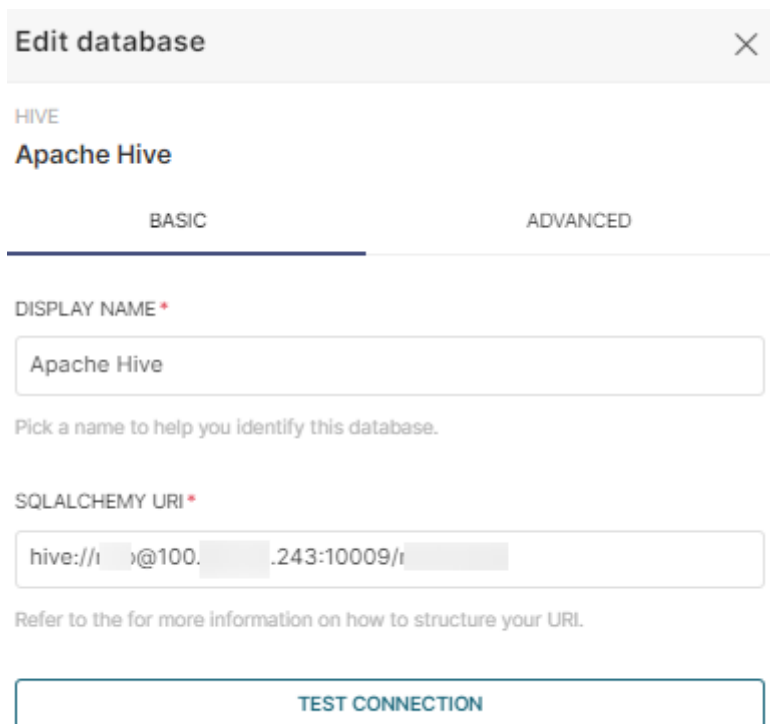 Edit database
HIVE
Apache Hive
BASIC ADVANCED
DISPLAY NAME *
Apache Hive
Pick a name to help you identify this database.
SQLALCHEMY URI *
@100. .243:10009/
Refer to the for more information on how to structure your URI.
TEST CONNECTION